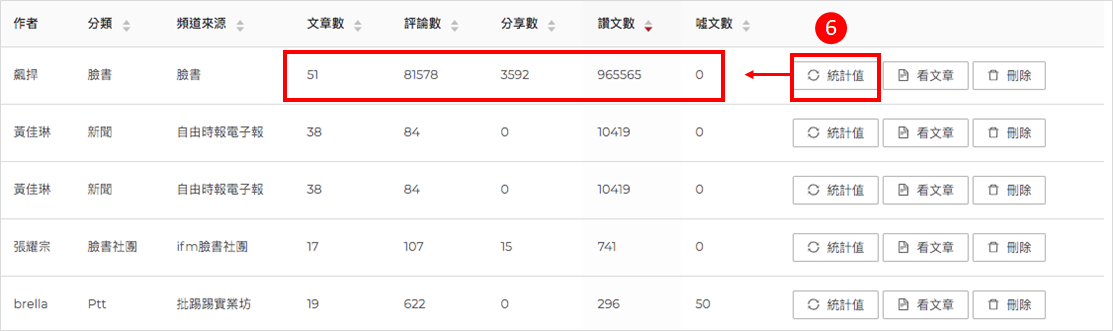 作者 分類 頻道來源 文章數 評論數 分享數 讚文數 噓文數
6
飆捍 臉書 臉書 51 81578 3592 965565 0 統計值 看文章 刪除
黃佳琳 新聞 自由時報電子報 38 84 0 10419 0 統計值 看文章 刪除
黃佳琳 新聞 自由時報電子報 38 84 0 10419 0 統計值 看文章 刪除
張耀宗 臉書社團 ifm臉書社團 17 107 15 741 0 統計值 看文章 刪除
brella Ptt 批踢踢實業坊 19 622 0 296 50 統計值 看文章 刪除